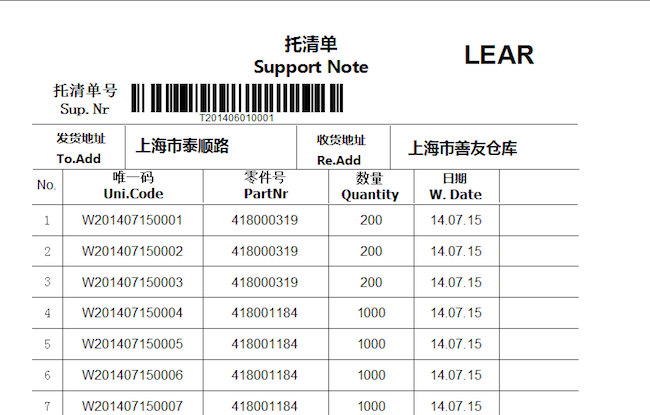 托清单
Support Note
LEAR
托清单号
Sup.Nr
T201406010001
发货地址 上海市泰顺路 收货地址 上海市善友仓库
To.Add Re.Add
No. 唯一码 零件号 数量 日期
Uni.Code PartNr Quantity W. Date
1 W201407150001 418000319 200 14.07.15
2 W201407150002 418000319 200 14.07.15
3 W201407150003 418000319 200 14.07.15
4 W201407150004 418001184 1000 14.07.15
5 W201407150005 418001184 1000 14.07.15
6 W201407150006 418001184 1000 14.07.15
7 W201407150007 418001184 1000 14.07.15